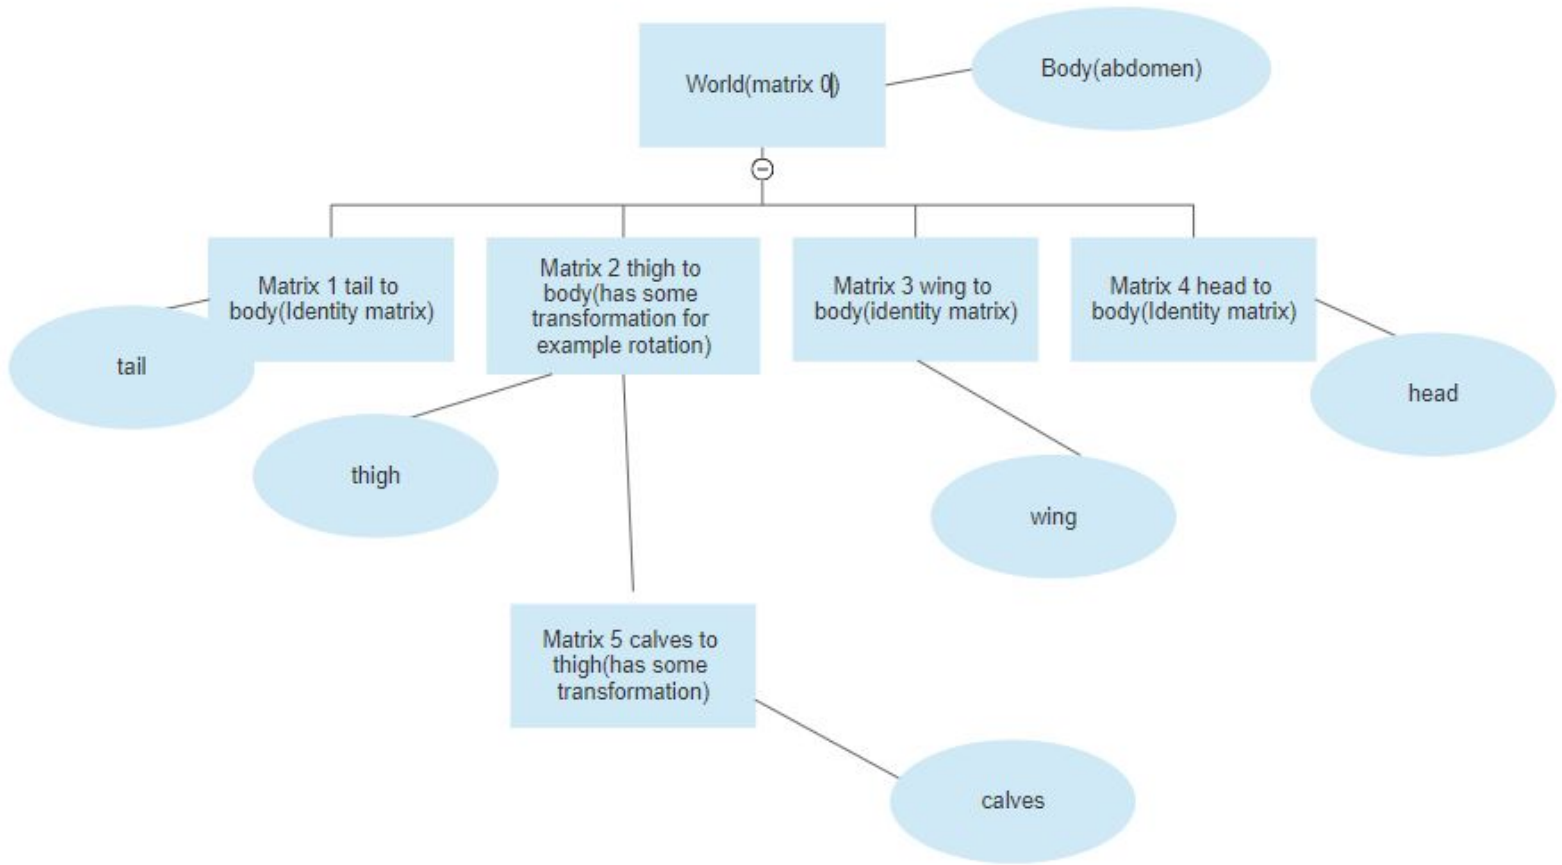 World(matrix 0)
Body(abdomen)
Matrix 1 tail to
body(Identity matrix)
Matrix 2 thigh to
body(has some
transformation for
example rotation)
Matrix 3 wing to
body(identity matrix)
Matrix 4 head to
body(Identity matrix)
tail
head
thigh
wing
Matrix 5 calves to
thigh(has some
transformation)
calves